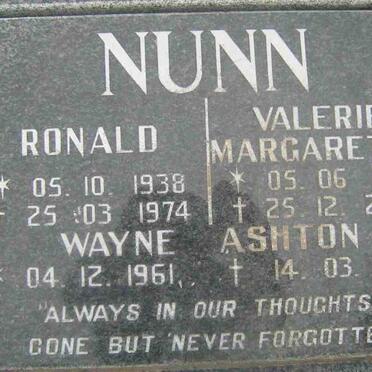 NUNN
RONALD
* 05.10.1938
† 25.03 1974
VALERIE
MARGARET
* 05.06
† 25.12.2
WAYNE ASHTON
* 04.12.1961, † 14.03.
"ALWAYS IN OUR THOUGHTS
GONE BUT NEVER FORGOTTE